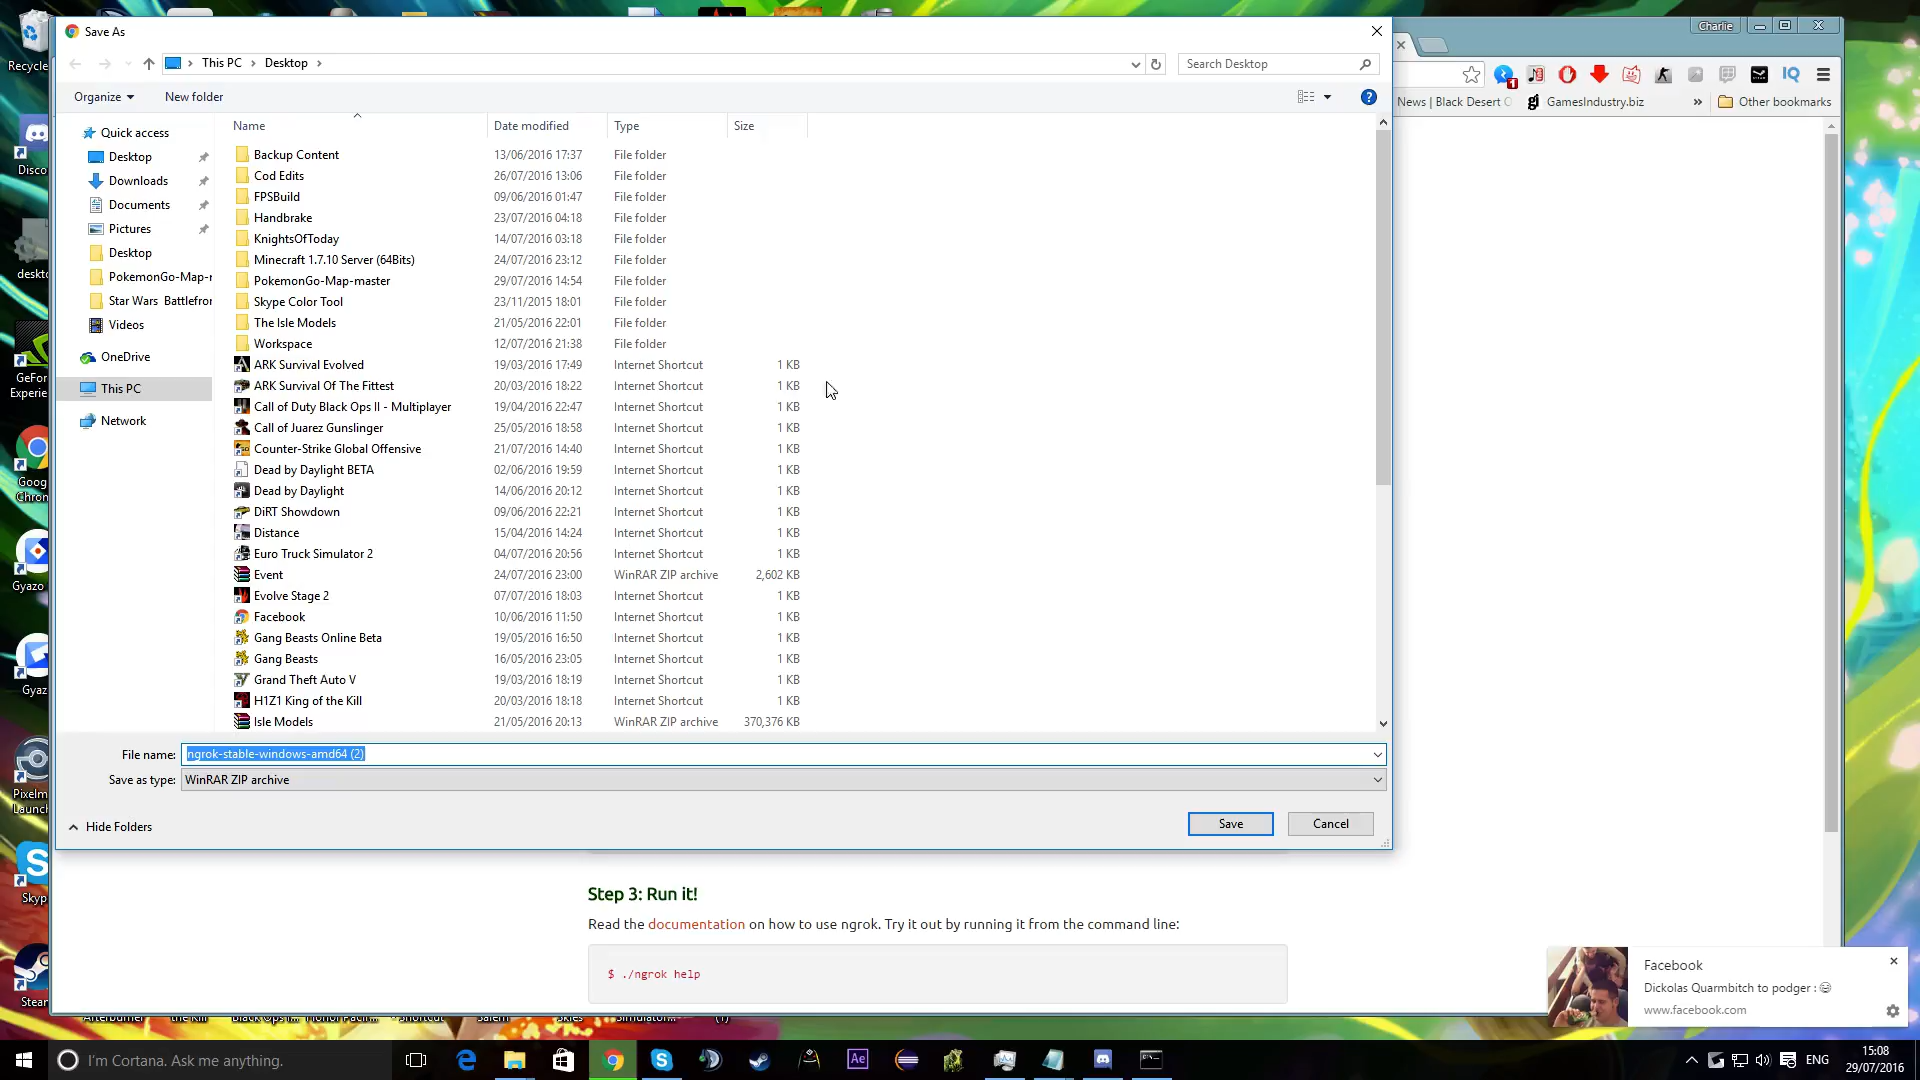 Save As
Charlie
This PC
Desktop
Search Desktop
Organize
New folder
News | Black Desert
GamesIndustry.biz
»
Other bookmarks
Name
Date modified
Type
Size
Quick access
Desktop
Downloads
Documents
Pictures
Desktop
PokemonGo-Map-r
Star Wars Battlefror
Videos
OneDrive
This PC
Network
Backup Content 13/06/2016 17:37 File folder
Cod Edits 26/07/2016 13:06 File folder
FPSBuild 09/06/2016 01:47 File folder
Handbrake 23/07/2016 04:18 File folder
KnightsOfToday 14/07/2016 03:18 File folder
Minecraft 1.7.10 Server (64Bits) 24/07/2016 23:12 File folder
PokemonGo-Map-master 29/07/2016 14:54 File folder
Skype Color Tool 23/11/2015 18:01 File folder
The Isle Models 21/05/2016 22:01 File folder
Workspace 12/07/2016 21:38 File folder
ARK Survival Evolved 19/03/2016 17:49 Internet Shortcut 1 KB
ARK Survival Of The Fittest 20/03/2016 18:22 Internet Shortcut 1 KB
Call of Duty Black Ops II - Multiplayer 19/04/2016 22:47 Internet Shortcut 1 KB
Call of Juarez Gunslinger 25/05/2016 18:58 Internet Shortcut 1 KB
Counter-Strike Global Offensive 21/07/2016 14:40 Internet Shortcut 1 KB
Dead by Daylight BETA 02/06/2016 19:59 Internet Shortcut 1 KB
Dead by Daylight 14/06/2016 20:12 Internet Shortcut 1 KB
DiRT Showdown 09/06/2016 22:21 Internet Shortcut 1 KB
Distance 15/04/2016 14:24 Internet Shortcut 1 KB
Euro Truck Simulator 2 04/07/2016 20:56 Internet Shortcut 1 KB
Event 24/07/2016 23:00 WinRAR ZIP archive 2,602 KB
Evolve Stage 2 07/07/2016 18:03 Internet Shortcut 1 KB
Facebook 10/06/2016 11:50 Internet Shortcut 1 KB
Gang Beasts Online Beta 19/05/2016 16:50 Internet Shortcut 1 KB
Gang Beasts 16/05/2016 23:05 Internet Shortcut 1 KB
Grand Theft Auto V 19/03/2016 18:19 Internet Shortcut 1 KB
H1Z1 King of the Kill 20/03/2016 18:18 Internet Shortcut 1 KB
Isle Models 21/05/2016 20:13 WinRAR ZIP archive 370,376 KB
File name: ngrok-stable-windows-amd64 (2)
Save as type: WinRAR ZIP archive
Hide Folders
Save
Cancel
Recycle
Disco
deskto
GeFor
Experie
Goog
Chron
Gyazo
Gyaz
Pixelm
Launch
Skyp
Stear
Step 3: Run it!
Read the documentation on how to use ngrok. Try it out by running it from the command line:
$ ./ngrok help
Facebook
Dickolas Quarmbitch to podger :
www.facebook.com
Afterburner
the Kill
Salem
Skies
(1)
I'm Cortana. Ask me anything.
Ae
ENG
15:08
29/07/2016